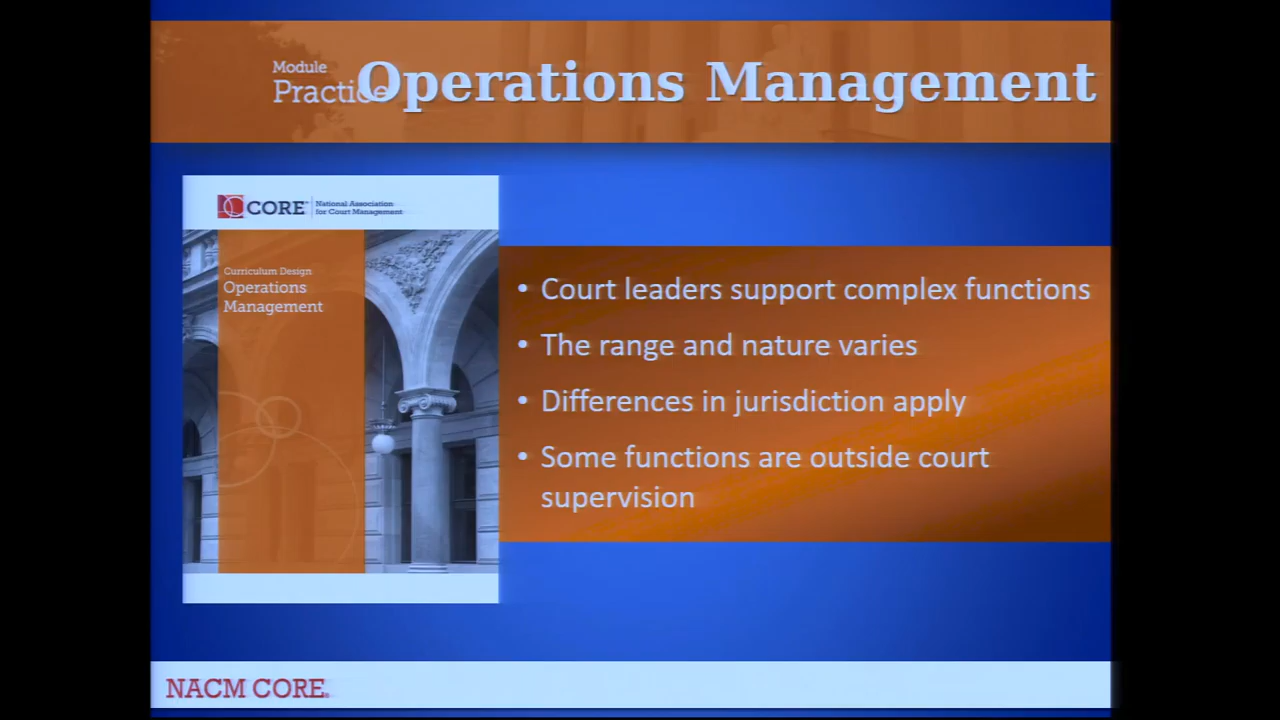 Module
Practice
Operations Management
CORE
National Association
for Court Management
Curriculum Design
Operations
Management
• Court leaders support complex functions
• The range and nature varies
• Differences in jurisdiction apply
• Some functions are outside court
supervision
NACM CORE®